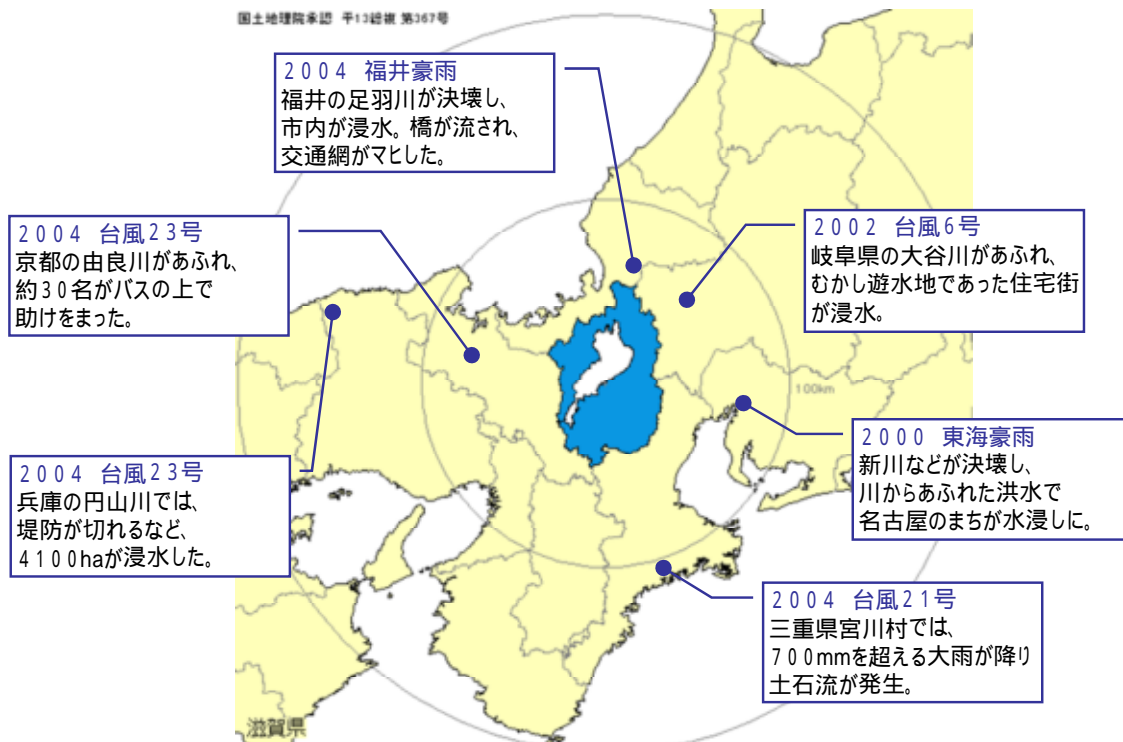 国土地理院承認 平13総複 第367号
2004 福井豪雨
福井の足羽川が決壊し、
市内が浸水。橋が流され、
交通網がマヒした。
2004 台風23号
京都の由良川があふれ、
約30名がバスの上で
助けをまった。
2002 台風6号
岐阜県の大谷川があふれ、
むかし遊水地であった住宅街
が浸水。
100km
2000 東海豪雨
新川などが決壊し、
川からあふれた洪水で
名古屋のまちが水浸しに。
2004 台風23号
兵庫の円山川では、
堤防が切れるなど、
4100haが浸水した。
2004 台風21号
三重県宮川村では、
700mmを超える大雨が降り
土石流が発生。
滋賀県